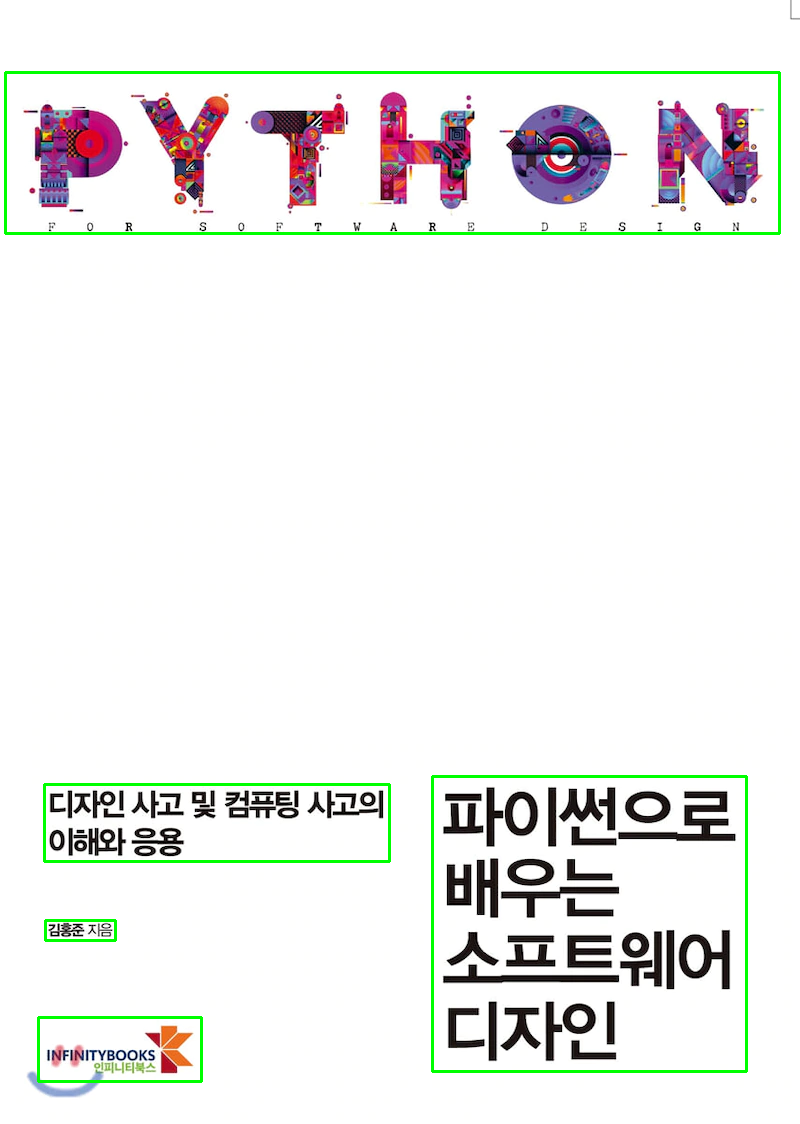 PYTHON
FOR SOFTWARE DESIGN
디자인 사고 및 컴퓨팅 사고의
이해와 응용
김홍준 지음
INFINITYBOOKS
인피니티북스
파이썬으로
배우는
소프트웨어
디자인